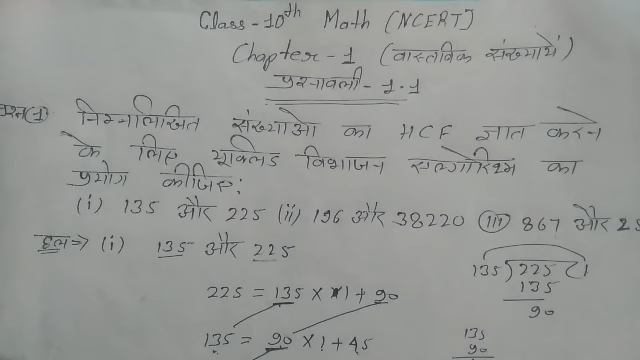 Class-10th Math (NCERT)
Chapter-1 (वास्तविक संख्यायें)
प्रश्नावली-1.1
प्रश्न(1) निम्नलिखित संख्याओ का HCF ज्ञात करने
के लिए यूक्लिड विभाजन एल्गोरिथ्म का
प्रयोग कीजिए:
(i) 135 और 225 (ii) 196 और 38220 (iii) 867 और 25
हल⇒ (i) 135 और 225
135)225(1
135
90
225 = 135 × 1 + 90
135 = 90 × 1 + 45
135
90